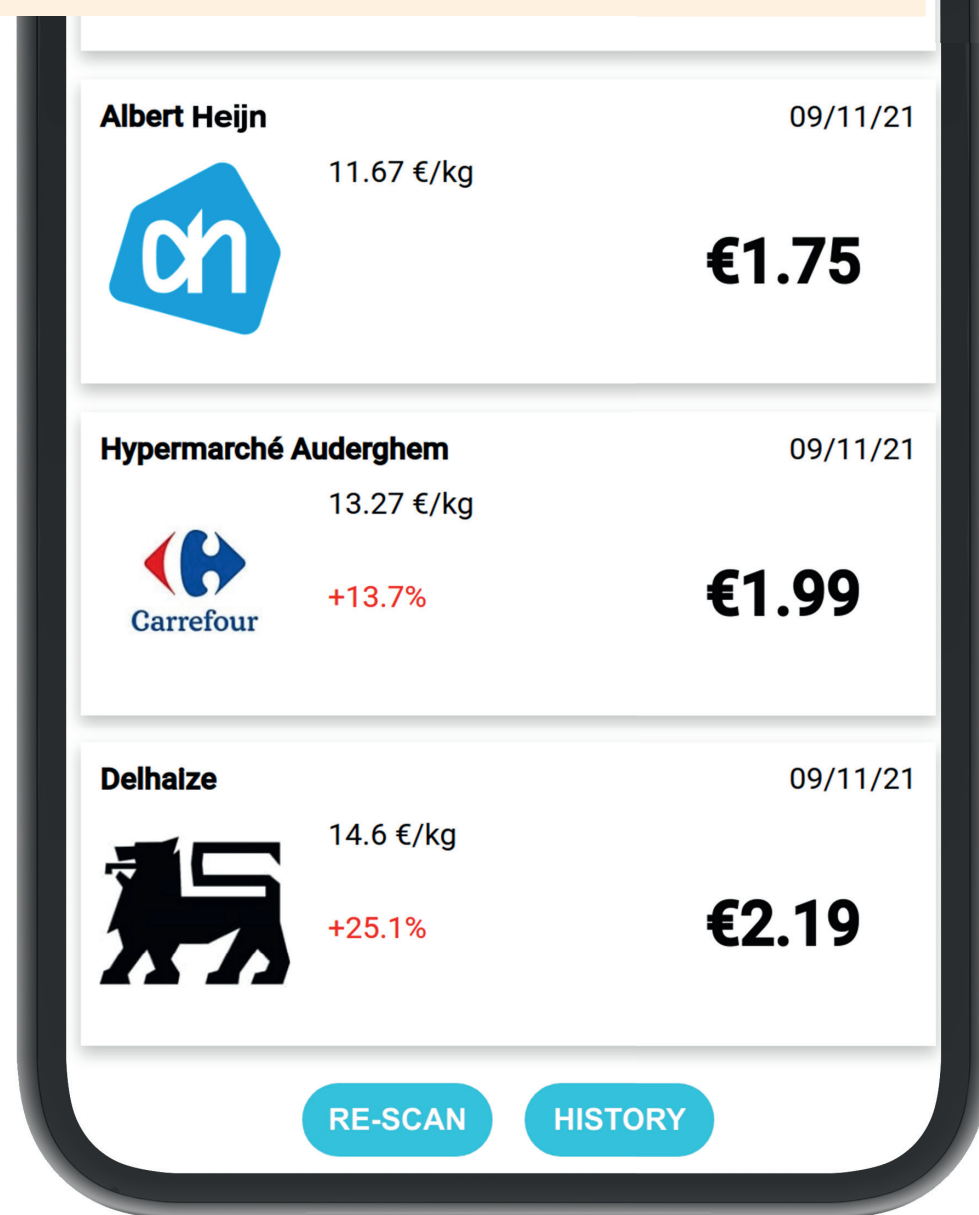 Albert Heijn 09/11/21
11.67 €/kg
ah
€1.75
Hypermarché Auderghem 09/11/21
13.27 €/kg
Carrefour
+13.7%
€1.99
Delhaize 09/11/21
14.6 €/kg
+25.1%
€2.19
RE-SCAN HISTORY